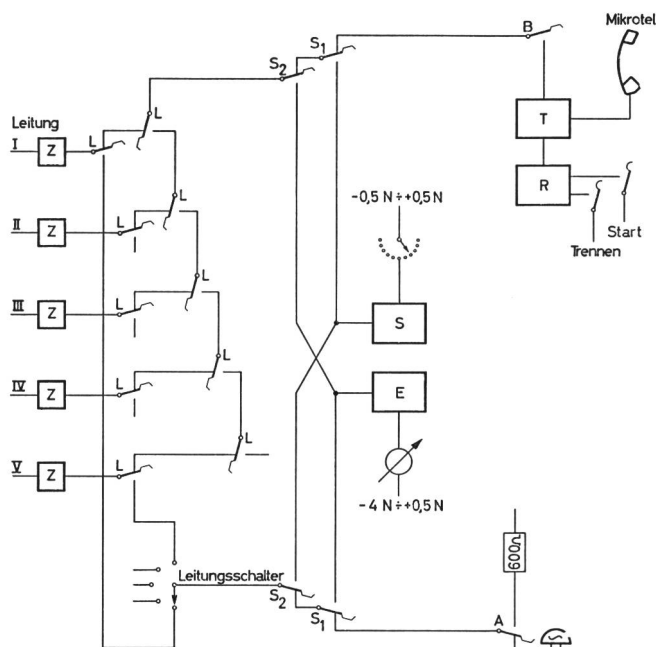 Mikrotel
B
S1
S2
L
Leitung
L
I
Z
T
R
L
-0,5 N ÷ +0,5 N
Start
Trennen
II
Z
L
L
III
Z
L
S
L
IV
Z
L
E
L
V
Z
L
-4 N ÷ +0,5 N
600Ω
Leitungsschalter
S2
S1
A